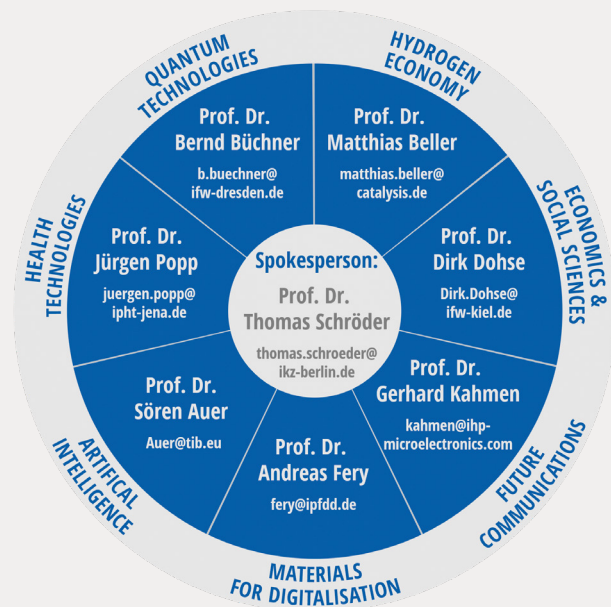 QUANTUM
TECHNOLOGIES
Prof. Dr.
Bernd Büchner
b.buechner@
ifw-dresden.de
HYDROGEN
ECONOMY
Prof. Dr.
Matthias Beller
matthias.beller@
catalysis.de
ECONOMICS &
SOCIAL SCIENCES
Prof. Dr.
Dirk Dohse
Dirk.Dohse@
ifw-kiel.de
FUTURE
COMMUNICATIONS
Prof. Dr.
Gerhard Kahmen
kahmen@ihp-
microelectronics.com
MATERIALS
FOR DIGITALISATION
Prof. Dr.
Andreas Fery
fery@ipfdd.de
ARTIFICAL
INTELLIGENCE
Prof. Dr.
Sören Auer
Auer@tib.eu
HEALTH
TECHNOLOGIES
Prof. Dr.
Jürgen Popp
juergen.popp@
ipht-jena.de
Spokesperson:
Prof. Dr.
Thomas Schröder
thomas.schroeder@
ikz-berlin.de